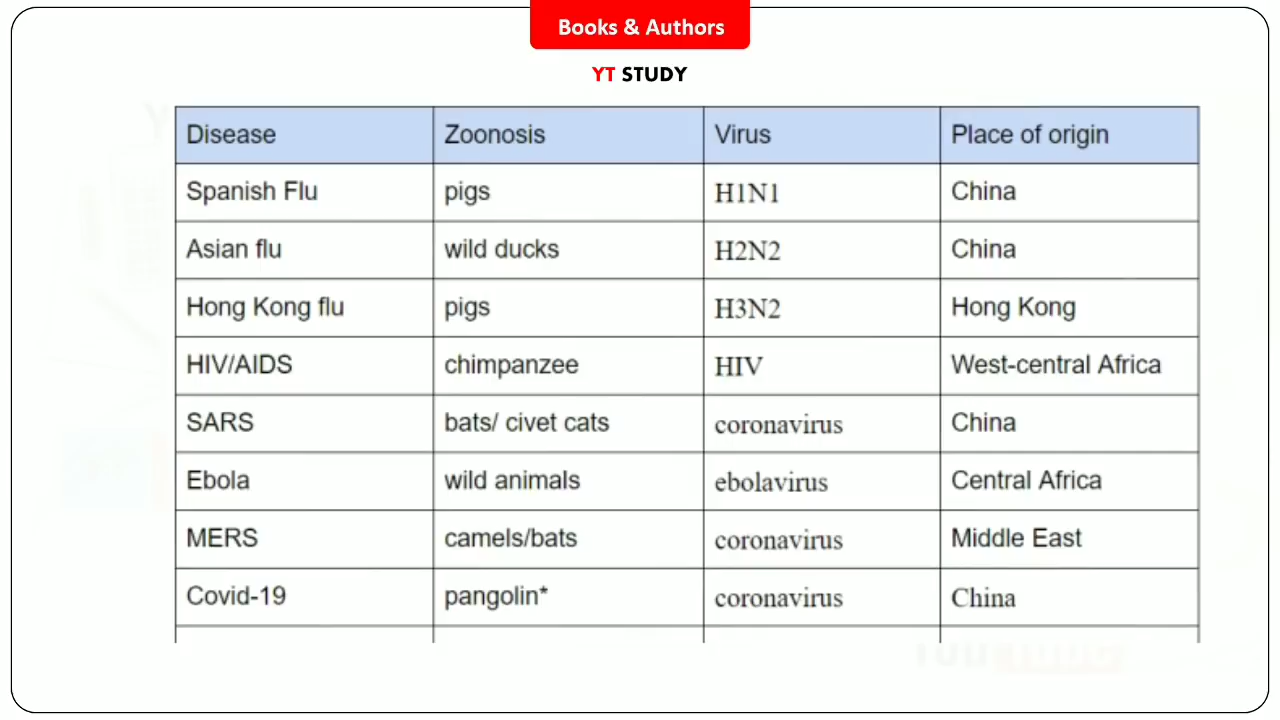 Books & Authors
YT STUDY
Disease Zoonosis Virus Place of origin
Spanish Flu pigs H1N1 China
Asian flu wild ducks H2N2 China
Hong Kong flu pigs H3N2 Hong Kong
HIV/AIDS chimpanzee HIV West-central Africa
SARS bats/ civet cats coronavirus China
Ebola wild animals ebolavirus Central Africa
MERS camels/bats coronavirus Middle East
Covid-19 pangolin* coronavirus China